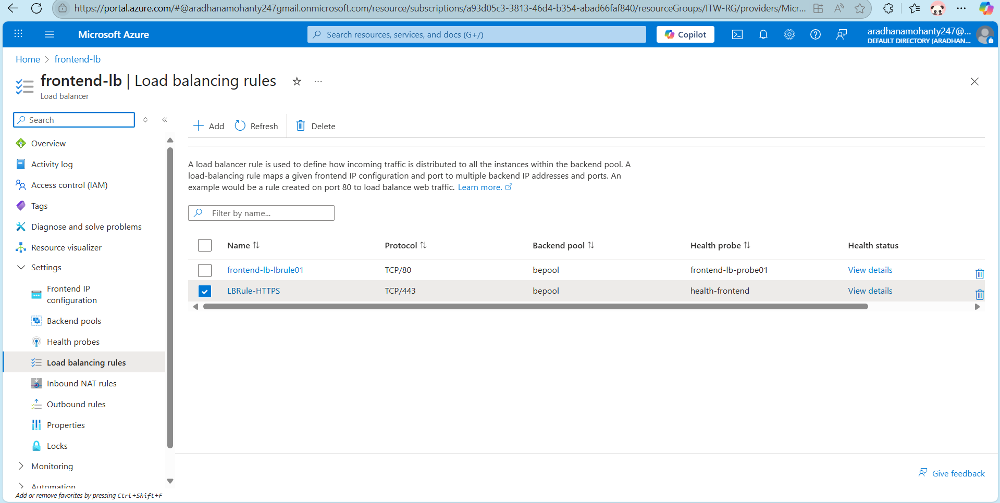 https://portal.azure.com/#@aradhanamohanty247gmail.onmicrosoft.com/resource/subscriptions/a93d05c3-3813-46d4-b354-abad66faf840/resourceGroups/ITW-RG/providers/Micr...
Microsoft Azure
Search resources, services, and docs (G+/)
Copilot
aradhanamohanty247@...
DEFAULT DIRECTORY (ARADHAN...
Home > frontend-lb
frontend-lb | Load balancing rules
Load balancer
Search
Overview
Activity log
Access control (IAM)
Tags
Diagnose and solve problems
Resource visualizer
Settings
Frontend IP
configuration
Backend pools
Health probes
Load balancing rules
Inbound NAT rules
Outbound rules
Properties
Locks
Monitoring
Automation
Add or remove favorites by pressing Ctrl+Shift+F
Add Refresh Delete
A load balancer rule is used to define how incoming traffic is distributed to all the instances within the backend pool. A
load-balancing rule maps a given frontend IP configuration and port to multiple backend IP addresses and ports. An
example would be a rule created on port 80 to load balance web traffic. Learn more.
Filter by name...
Name Protocol Backend pool Health probe Health status
frontend-lb-lbrule01 TCP/80 bepool frontend-lb-probe01 View details
LBRule-HTTPS TCP/443 bepool health-frontend View details
Give feedback